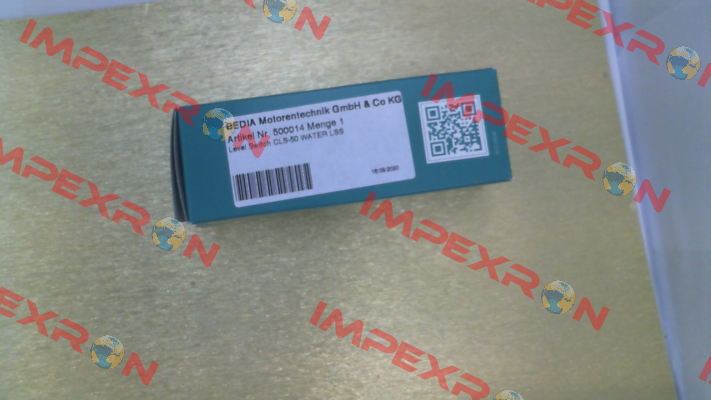 BEDIA Motorentechnik GmbH & Co KG
Artikel Nr. 500014 Menge 1
Level Switch CLS-50 WATER LSS
IMPEXRON
IMPEXRON
IMPEXRON
IMPEXRON
IMPEXRON
IMPEXRON
IMPEXRON